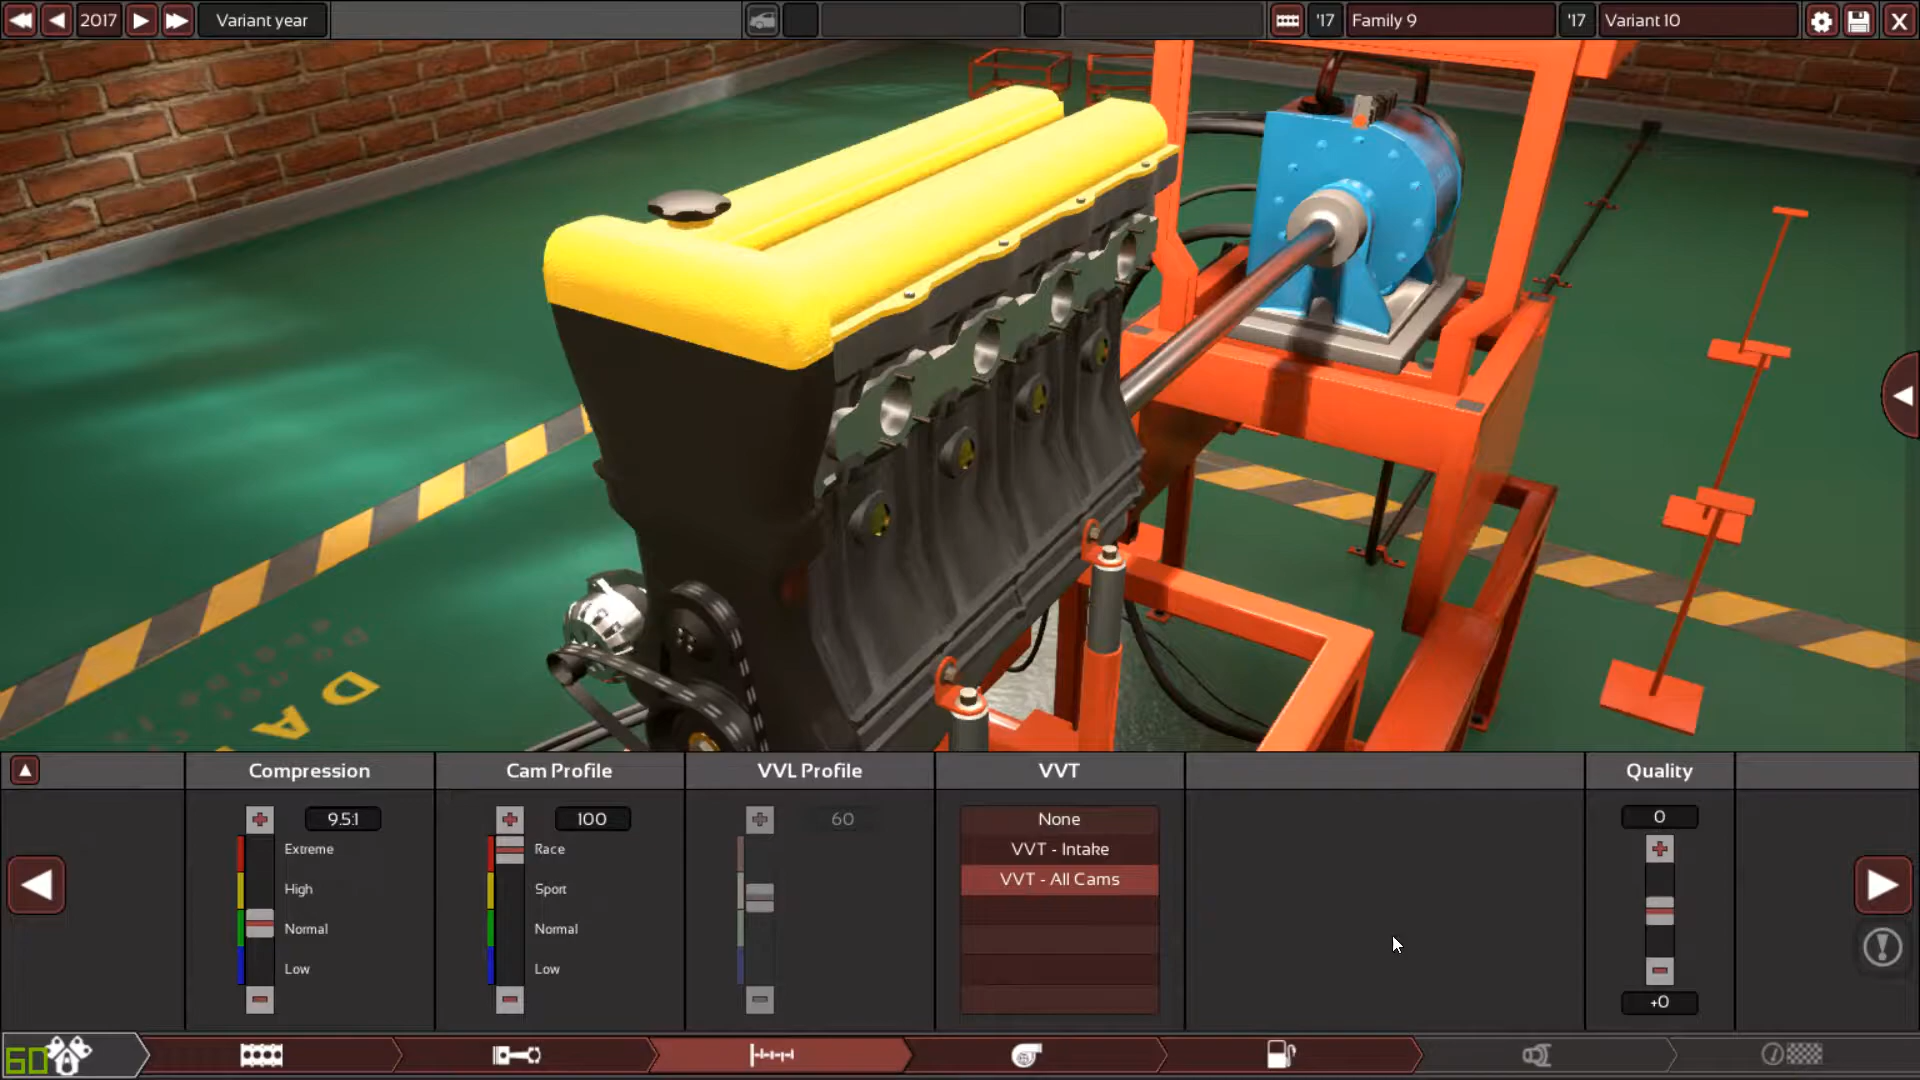 2017
Variant year
'17
Family 9
'17
Variant 10
D A
Compression
Cam Profile
VVL Profile
VVT
Quality
9.5:1
Extreme
High
Normal
Low
100
Race
Sport
Normal
Low
60
None
VVT - Intake
VVT - All Cams
0
+0
60